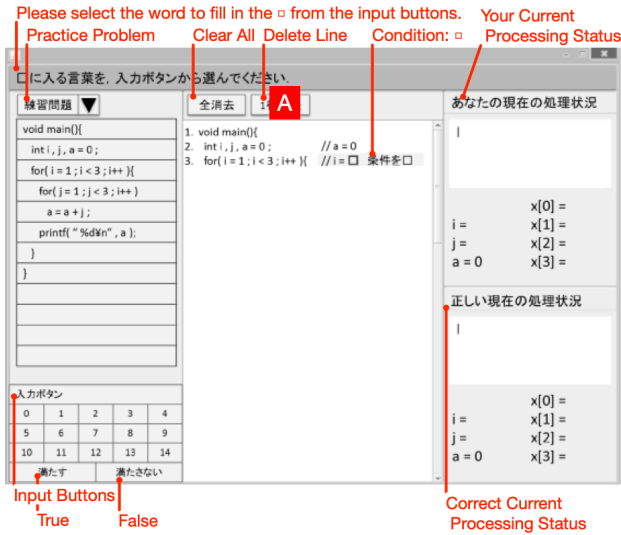 Please select the word to fill in the □ from the input buttons.
Your Current
Processing Status
Practice Problem
Clear All
Delete Line
Condition: □
□に入る言葉を, 入力ボタンから選んでください.
練習問題 ▼
全消去
A
あなたの現在の処理状況
void main(){
int i , j , a = 0 ;
for( i = 1 ; i < 3 ; i++ ){
for( j = 1 ; j < 3 ; i++ )
a = a + j ;
printf( “ %d¥n“ , a );
}
}
1. void main(){
2. int i , j , a = 0 ; // a = 0
3. for( i = 1 ; i < 3 ; i++ ){ // i = □ 条件を□
x[0] =
i = x[1] =
j = x[2] =
a = 0 x[3] =
正しい現在の処理状況
x[0] =
i = x[1] =
j = x[2] =
a = 0 x[3] =
入力ボタン
0 1 2 3 4
5 6 7 8 9
10 11 12 13 14
満たす 満たさない
Input Buttons
True
False
Correct Current
Processing Status